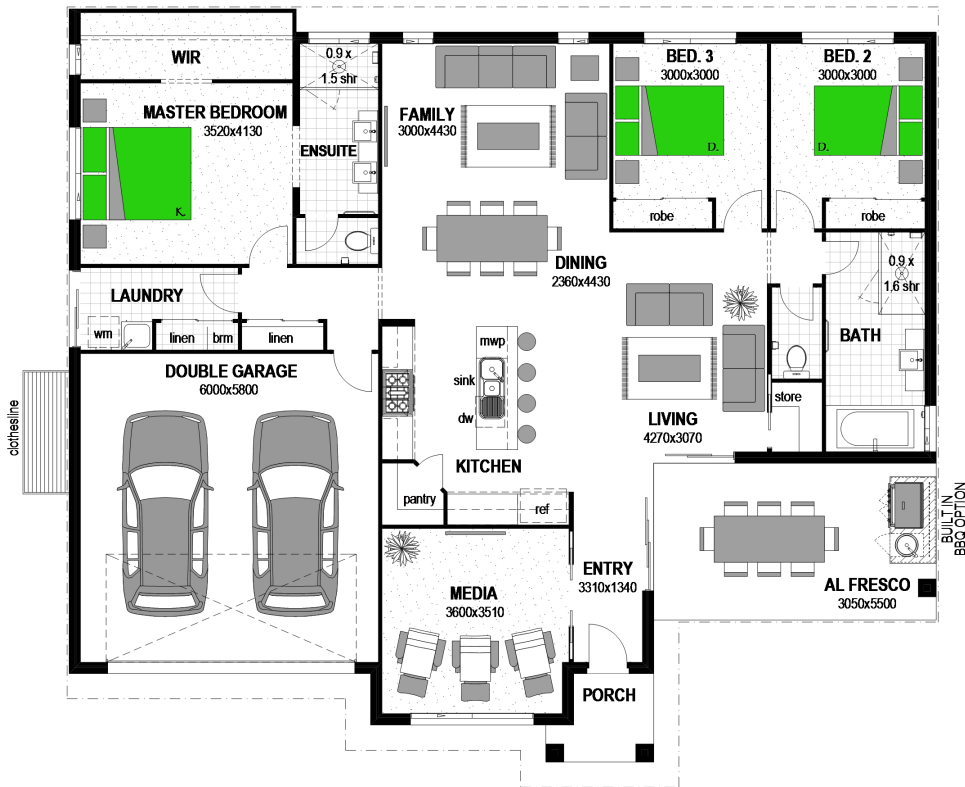 WIR
0.9 x
1.5 shr
MASTER BEDROOM
3520x4130
ENSUITE
K.
FAMILY
3000x4430
BED. 3
3000x3000
D.
robe
BED. 2
3000x3000
D.
robe
DINING
2360x4430
0.9 x
1.6 shr
BATH
LAUNDRY
wm
linen
brm
linen
DOUBLE GARAGE
6000x5800
clothesline
mwp
sink
dw
KITCHEN
pantry
ref
LIVING
4270x3070
store
BUILT IN
BBQ OPTION
AL FRESCO
3050x5500
ENTRY
3310x1340
MEDIA
3600x3510
PORCH